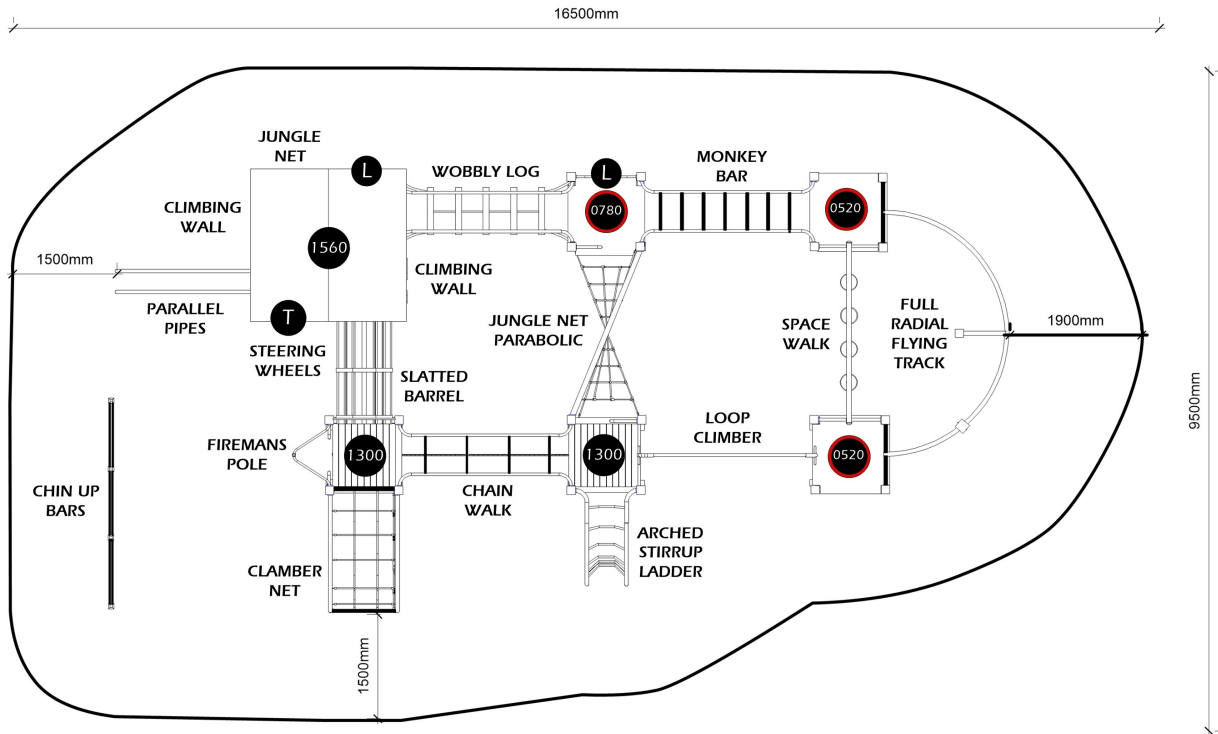 16500mm
JUNGLE
NET
L
WOBBLY LOG
L
MONKEY
BAR
CLIMBING
WALL
0780
0520
1560
1500mm
CLIMBING
WALL
PARALLEL
PIPES
T
JUNGLE NET
PARABOLIC
SPACE
WALK
FULL
RADIAL
FLYING
TRACK
1900mm
STEERING
WHEELS
SLATTED
BARREL
9500mm
LOOP
CLIMBER
FIREMANS
POLE
1300
1300
0520
CHIN UP
BARS
CHAIN
WALK
CLAMBER
NET
ARCHED
STIRRUP
LADDER
1500mm